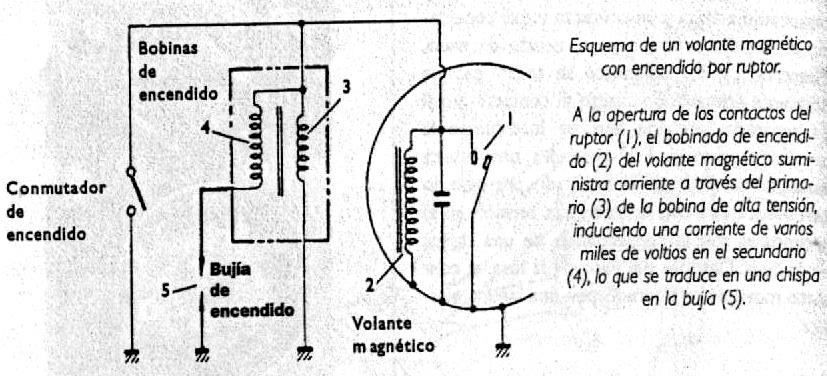 Esquema de un volante magnético
con encendido por ruptor.
A la apertura de los contactos del
ruptor (1), el bobinado de encendi-
do (2) del volante magnético sumi-
nistra corriente a través del prima-
rio (3) de la bobina de alta tensión,
induciendo una corriente de varios
miles de voltios en el secundario
(4), lo que se traduce en una chispa
en la bujía (5).
Bobinas
de
encendido
3
4
1
Conmutador
de
encendido
5
Bujía
de
encendido
2
Volante
magnético